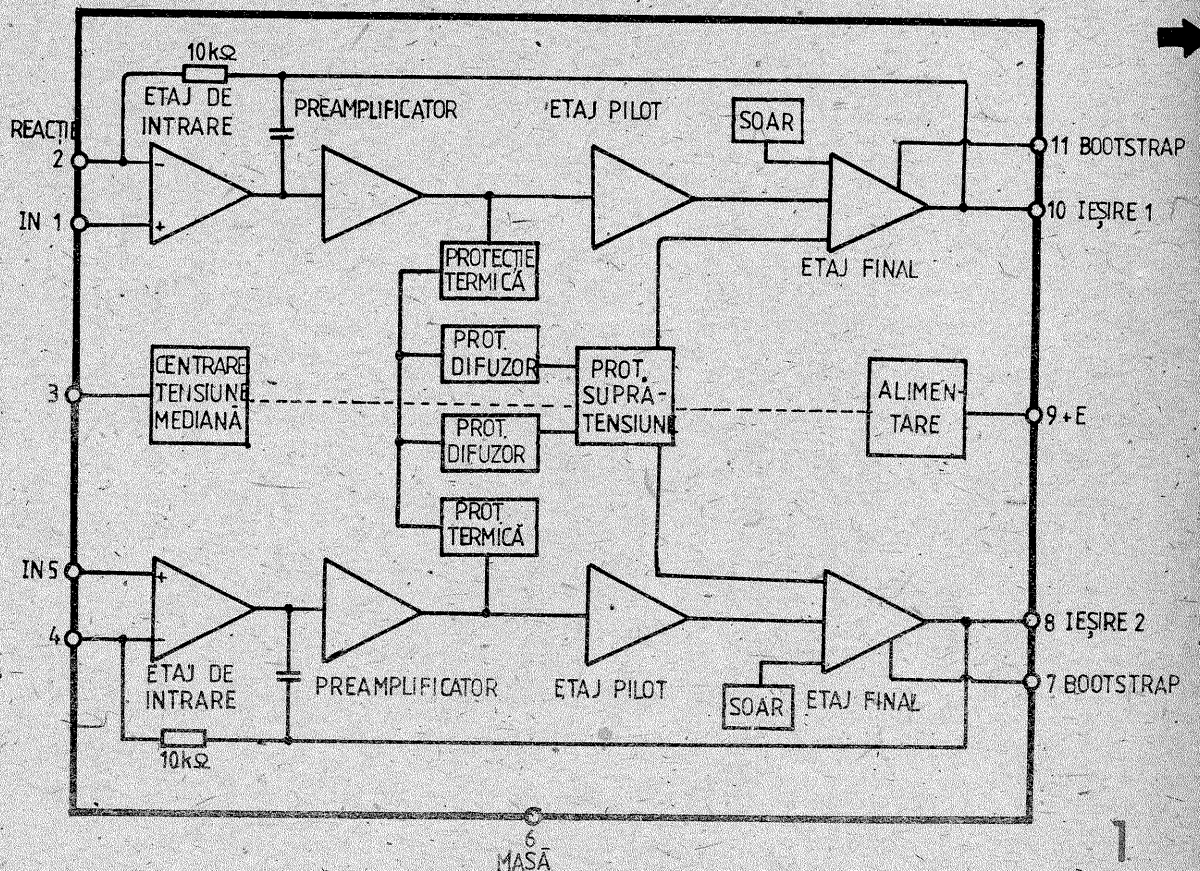 10kΩ
ETAJ DE
INTRARE
PREAMPLIFICATOR
ETAJ PILOT
SOAR
REACȚIE
2
-
11 BOOTSTRAP
IN 1
+
10 IEȘIRE 1
ETAJ FINAL
PROTECȚIE
TERMICĂ
PROT.
DIFUZOR
CENTRARE
TENSIUNE
MEDIANĂ
3
PROT.
SUPRA-
TENSIUNE
ALIMEN-
TARE
9+E
PROT.
DIFUZOR
PROT.
TERMICĂ
IN 5
+
4
-
8 IEȘIRE 2
ETAJ DE
INTRARE
PREAMPLIFICATOR
ETAJ PILOT
SOAR
ETAJ FINAL
7 BOOTSTRAP
10kΩ
6
MASĂ
1